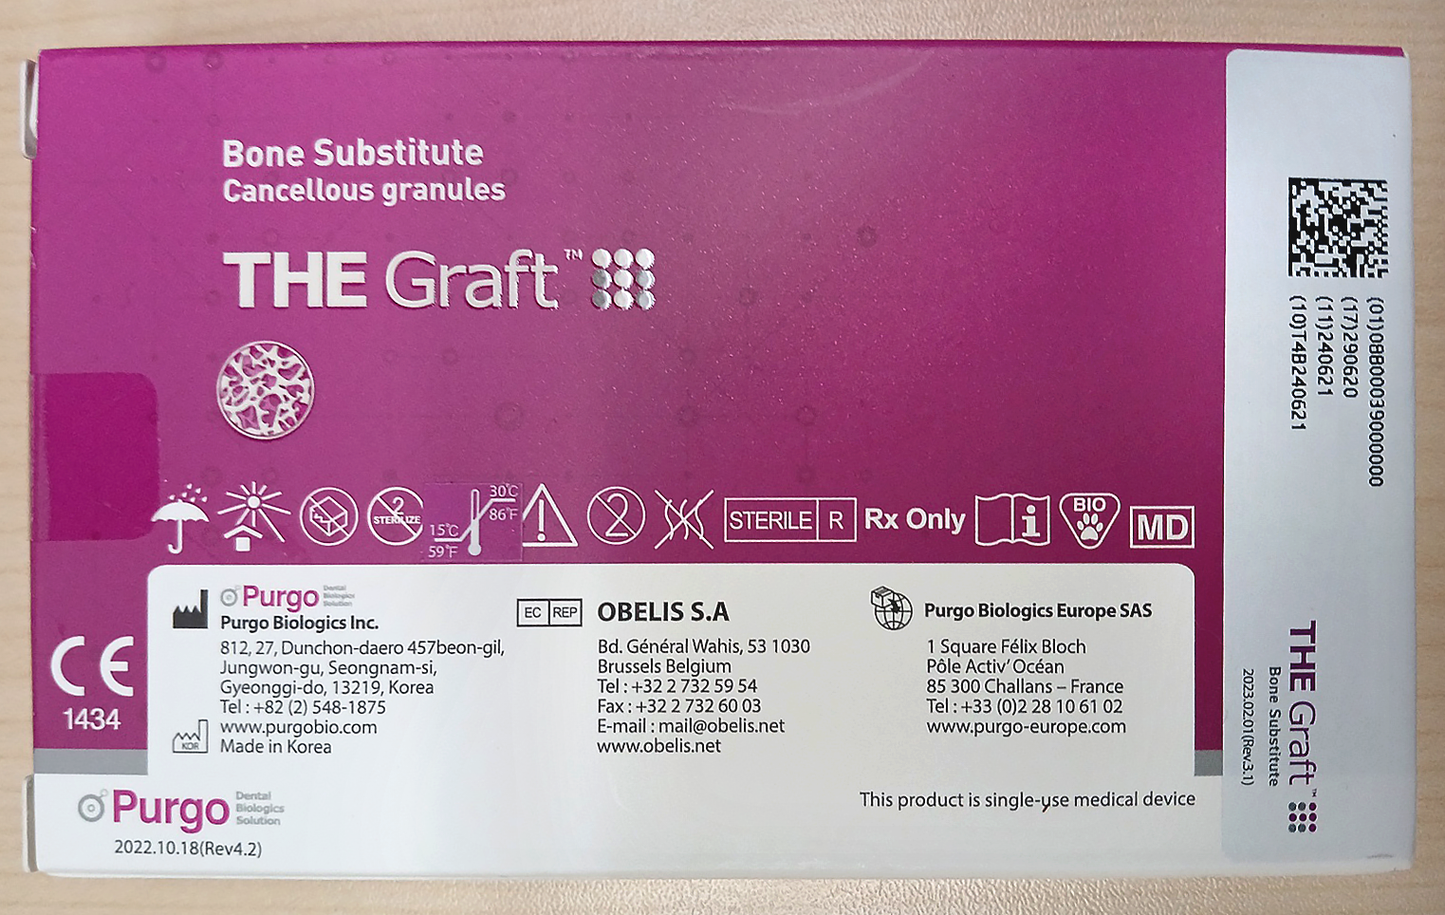 Bone Substitute
Cancellous granules
THE Graft™
2
STERILIZE
15°C
59°F
30°C
86°F
2
STERILE R
Rx Only
i
BIO
MD
Purgo Dental Biologics Solution
Purgo Biologics Inc.
812, 27, Dunchon-daero 457beon-gil,
Jungwon-gu, Seongnam-si,
Gyeonggi-do, 13219, Korea
Tel : +82 (2) 548-1875
www.purgobio.com
KOR
Made in Korea
EC REP
OBELIS S.A
Bd. Général Wahis, 53 1030
Brussels Belgium
Tel : +32 2 732 59 54
Fax : +32 2 732 60 03
E-mail : mail@obelis.net
www.obelis.net
Purgo Biologics Europe SAS
1 Square Félix Bloch
Pôle Activ’ Océan
85 300 Challans – France
Tel : +33 (0)2 28 10 61 02
www.purgo-europe.com
CE
1434
Purgo
Dental
Biologics
Solution
2022.10.18(Rev4.2)
This product is single-use medical device
(01)08800039000000
(17)290620
(11)240621
(10)T4B240621
THE Graft™
Bone Substitute
2023.02.01(Rev.3.1)